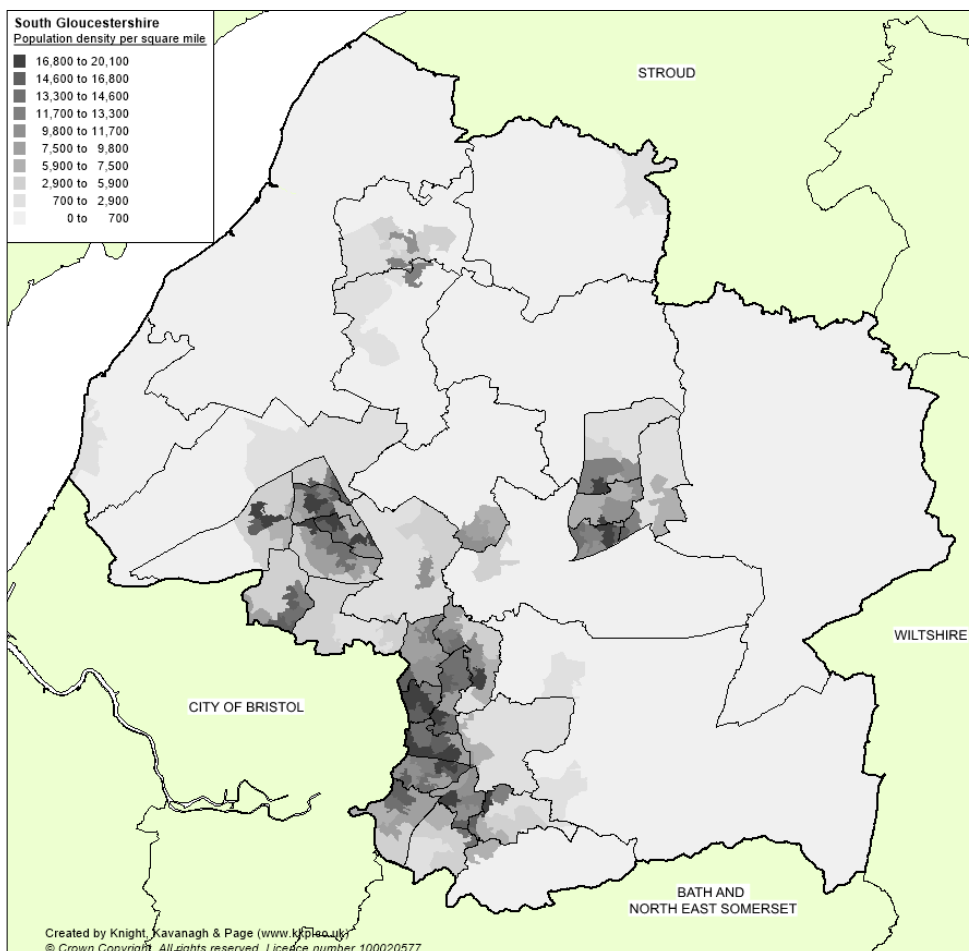 South Gloucestershire
Population density per square mile
16,800 to 20,100
14,600 to 16,800
13,300 to 14,600
11,700 to 13,300
9,800 to 11,700
7,500 to 9,800
5,900 to 7,500
2,900 to 5,900
700 to 2,900
0 to 700
STROUD
WILTSHIRE
CITY OF BRISTOL
BATH AND
NORTH EAST SOMERSET
Created by Knight, Kavanagh & Page (www.kkp.co.uk)
© Crown Copyright. All rights reserved. Licence number 100020577